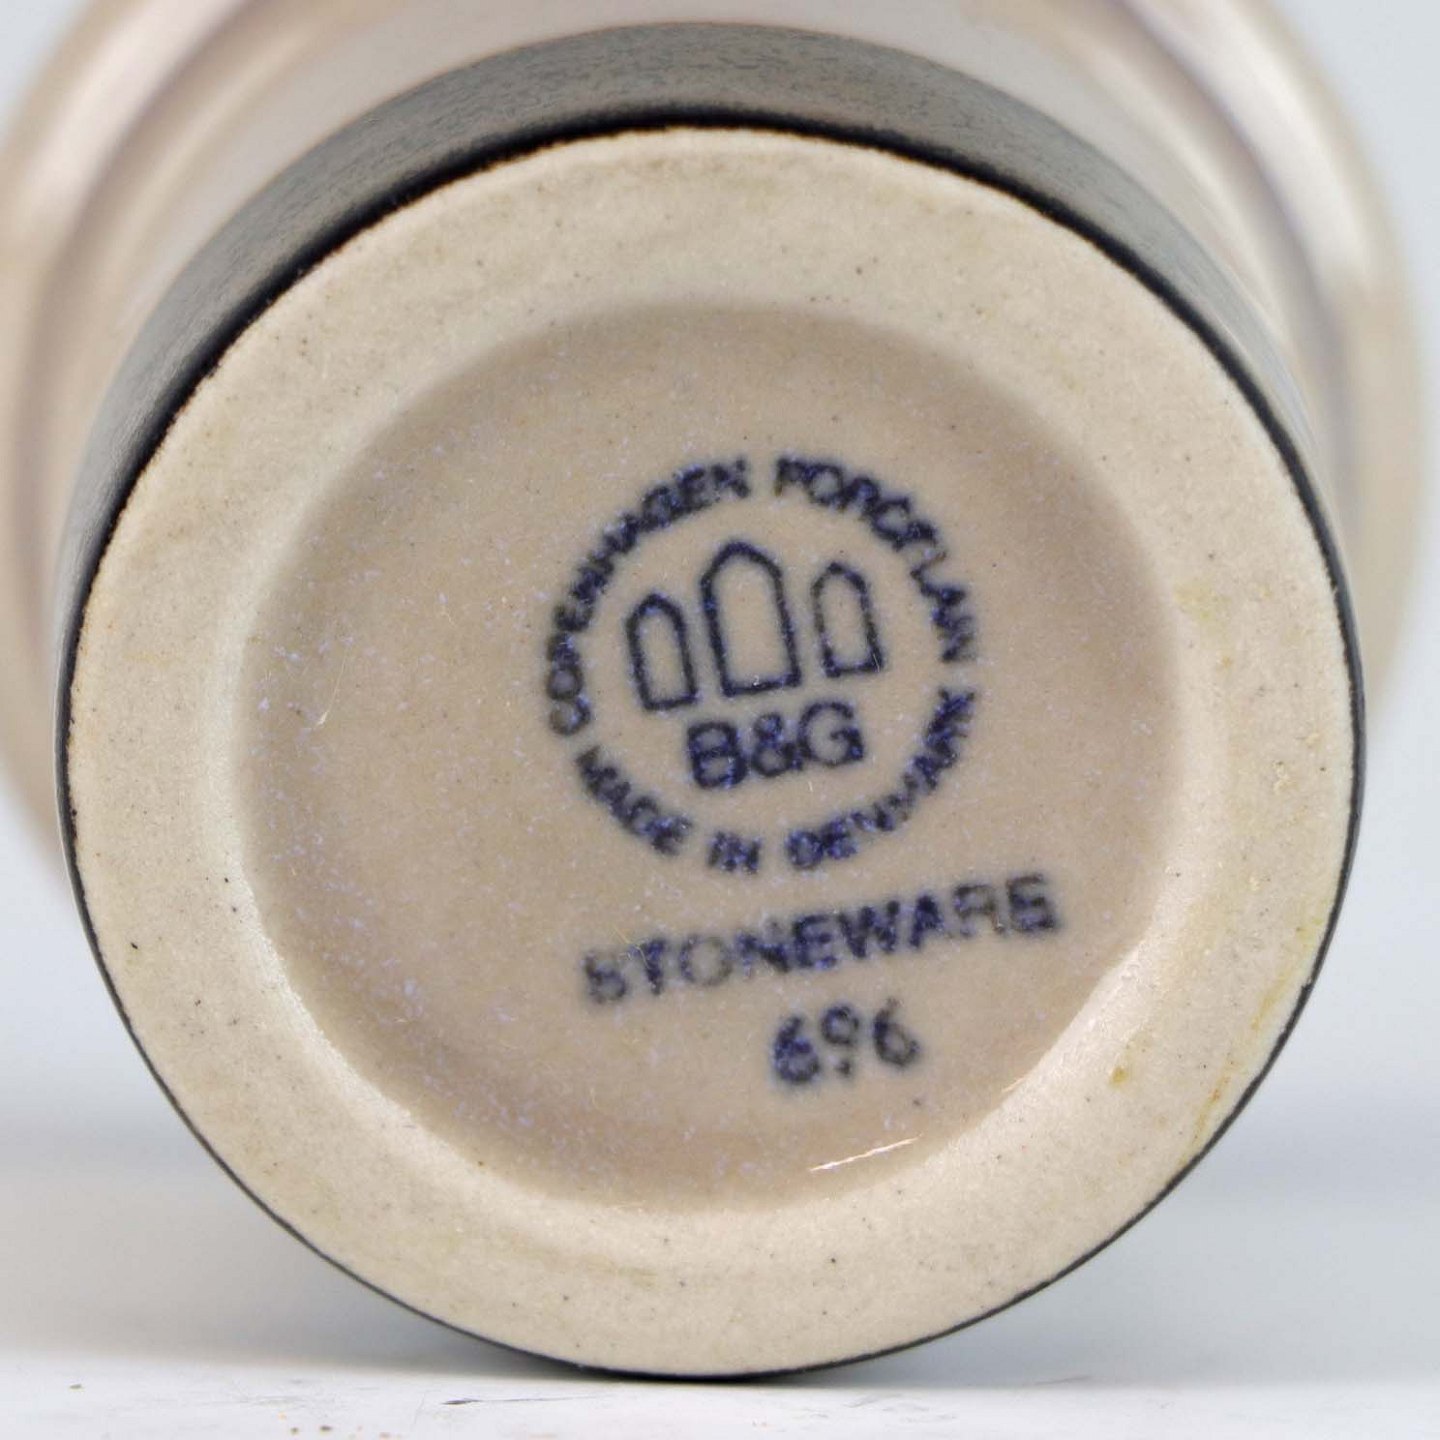 COPENHAGEN PORCELAIN
B&G
MADE IN DENMARK
STONEWARE
696